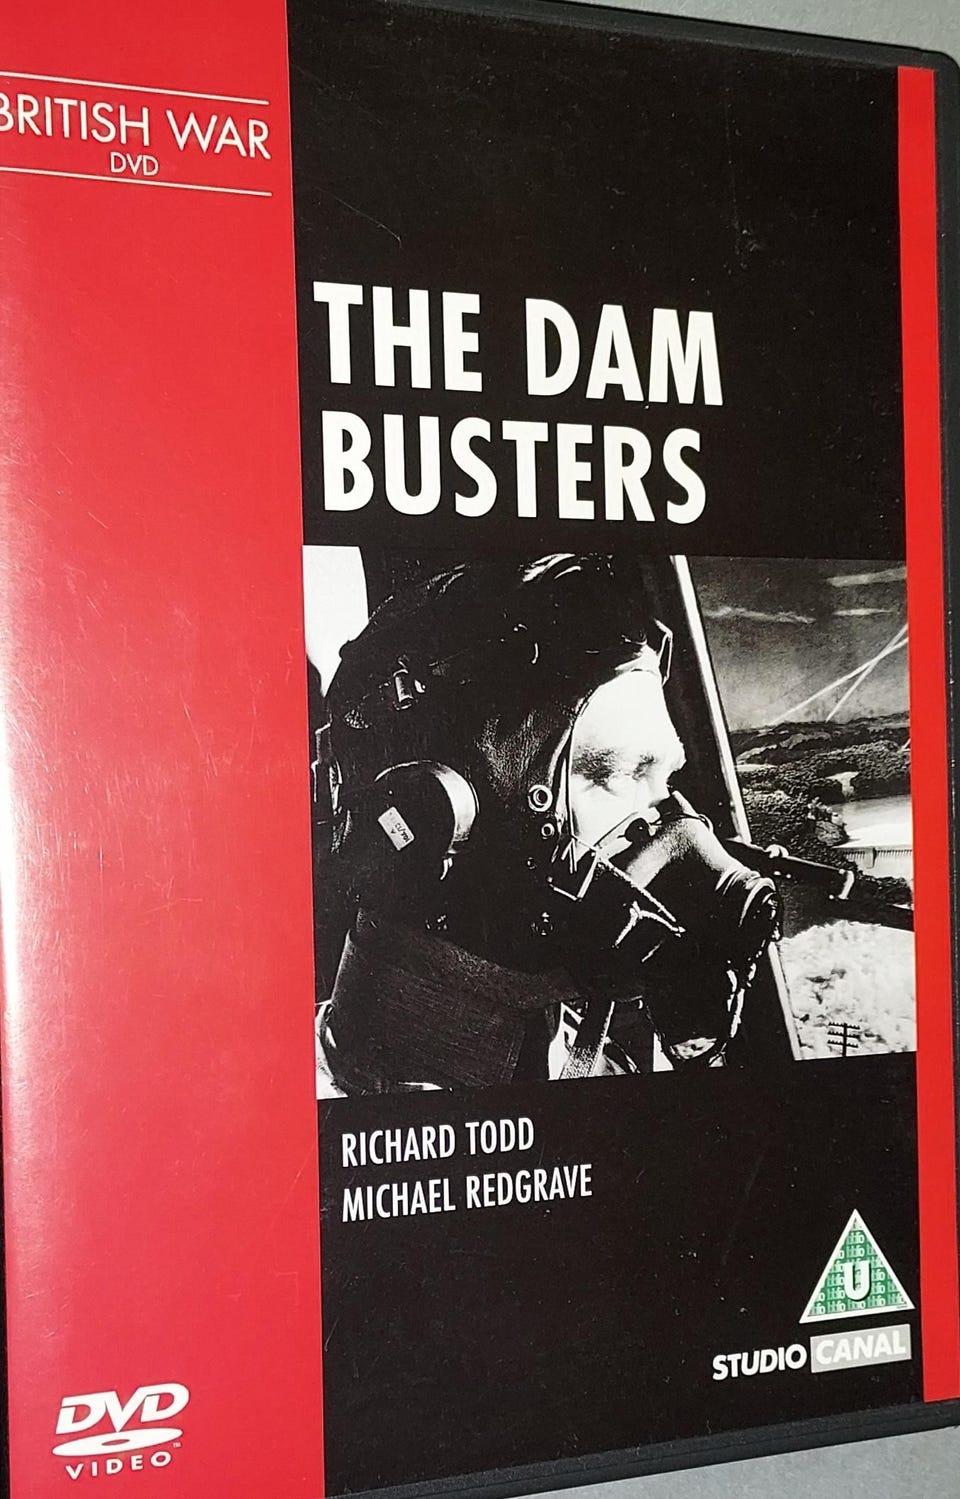 BRITISH WAR
DVD
THE DAM
BUSTERS
RICHARD TODD
MICHAEL REDGRAVE
U
STUDIO CANAL
DVD
VIDEO